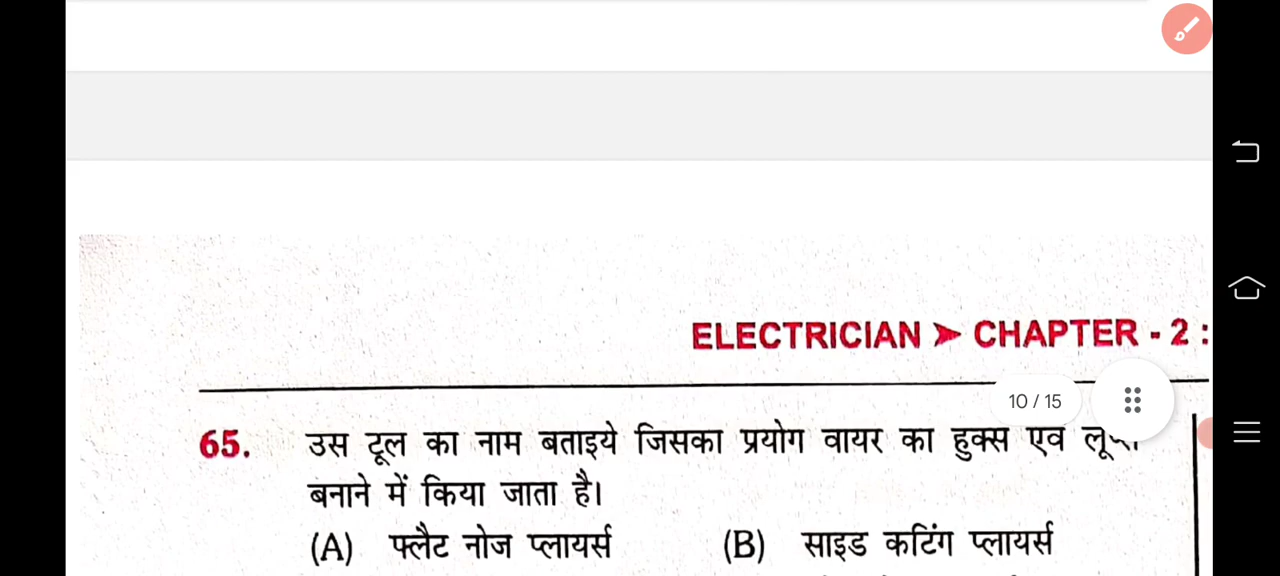 ELECTRICIAN ➤ CHAPTER - 2 :
10 / 15
65. उस टूल का नाम बताइये जिसका प्रयोग वायर का हुक्स एवं
बनाने में किया जाता है।
(A) फ्लैट नोज प्लायर्स (B) साइड कटिंग प्लायर्स